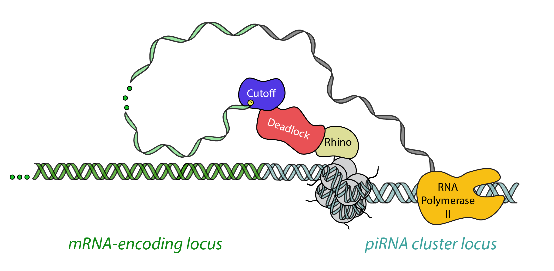 Cutoff
Deadlock
Rhino
RNA
Polymerase
II
mRNA-encoding locus
piRNA cluster locus